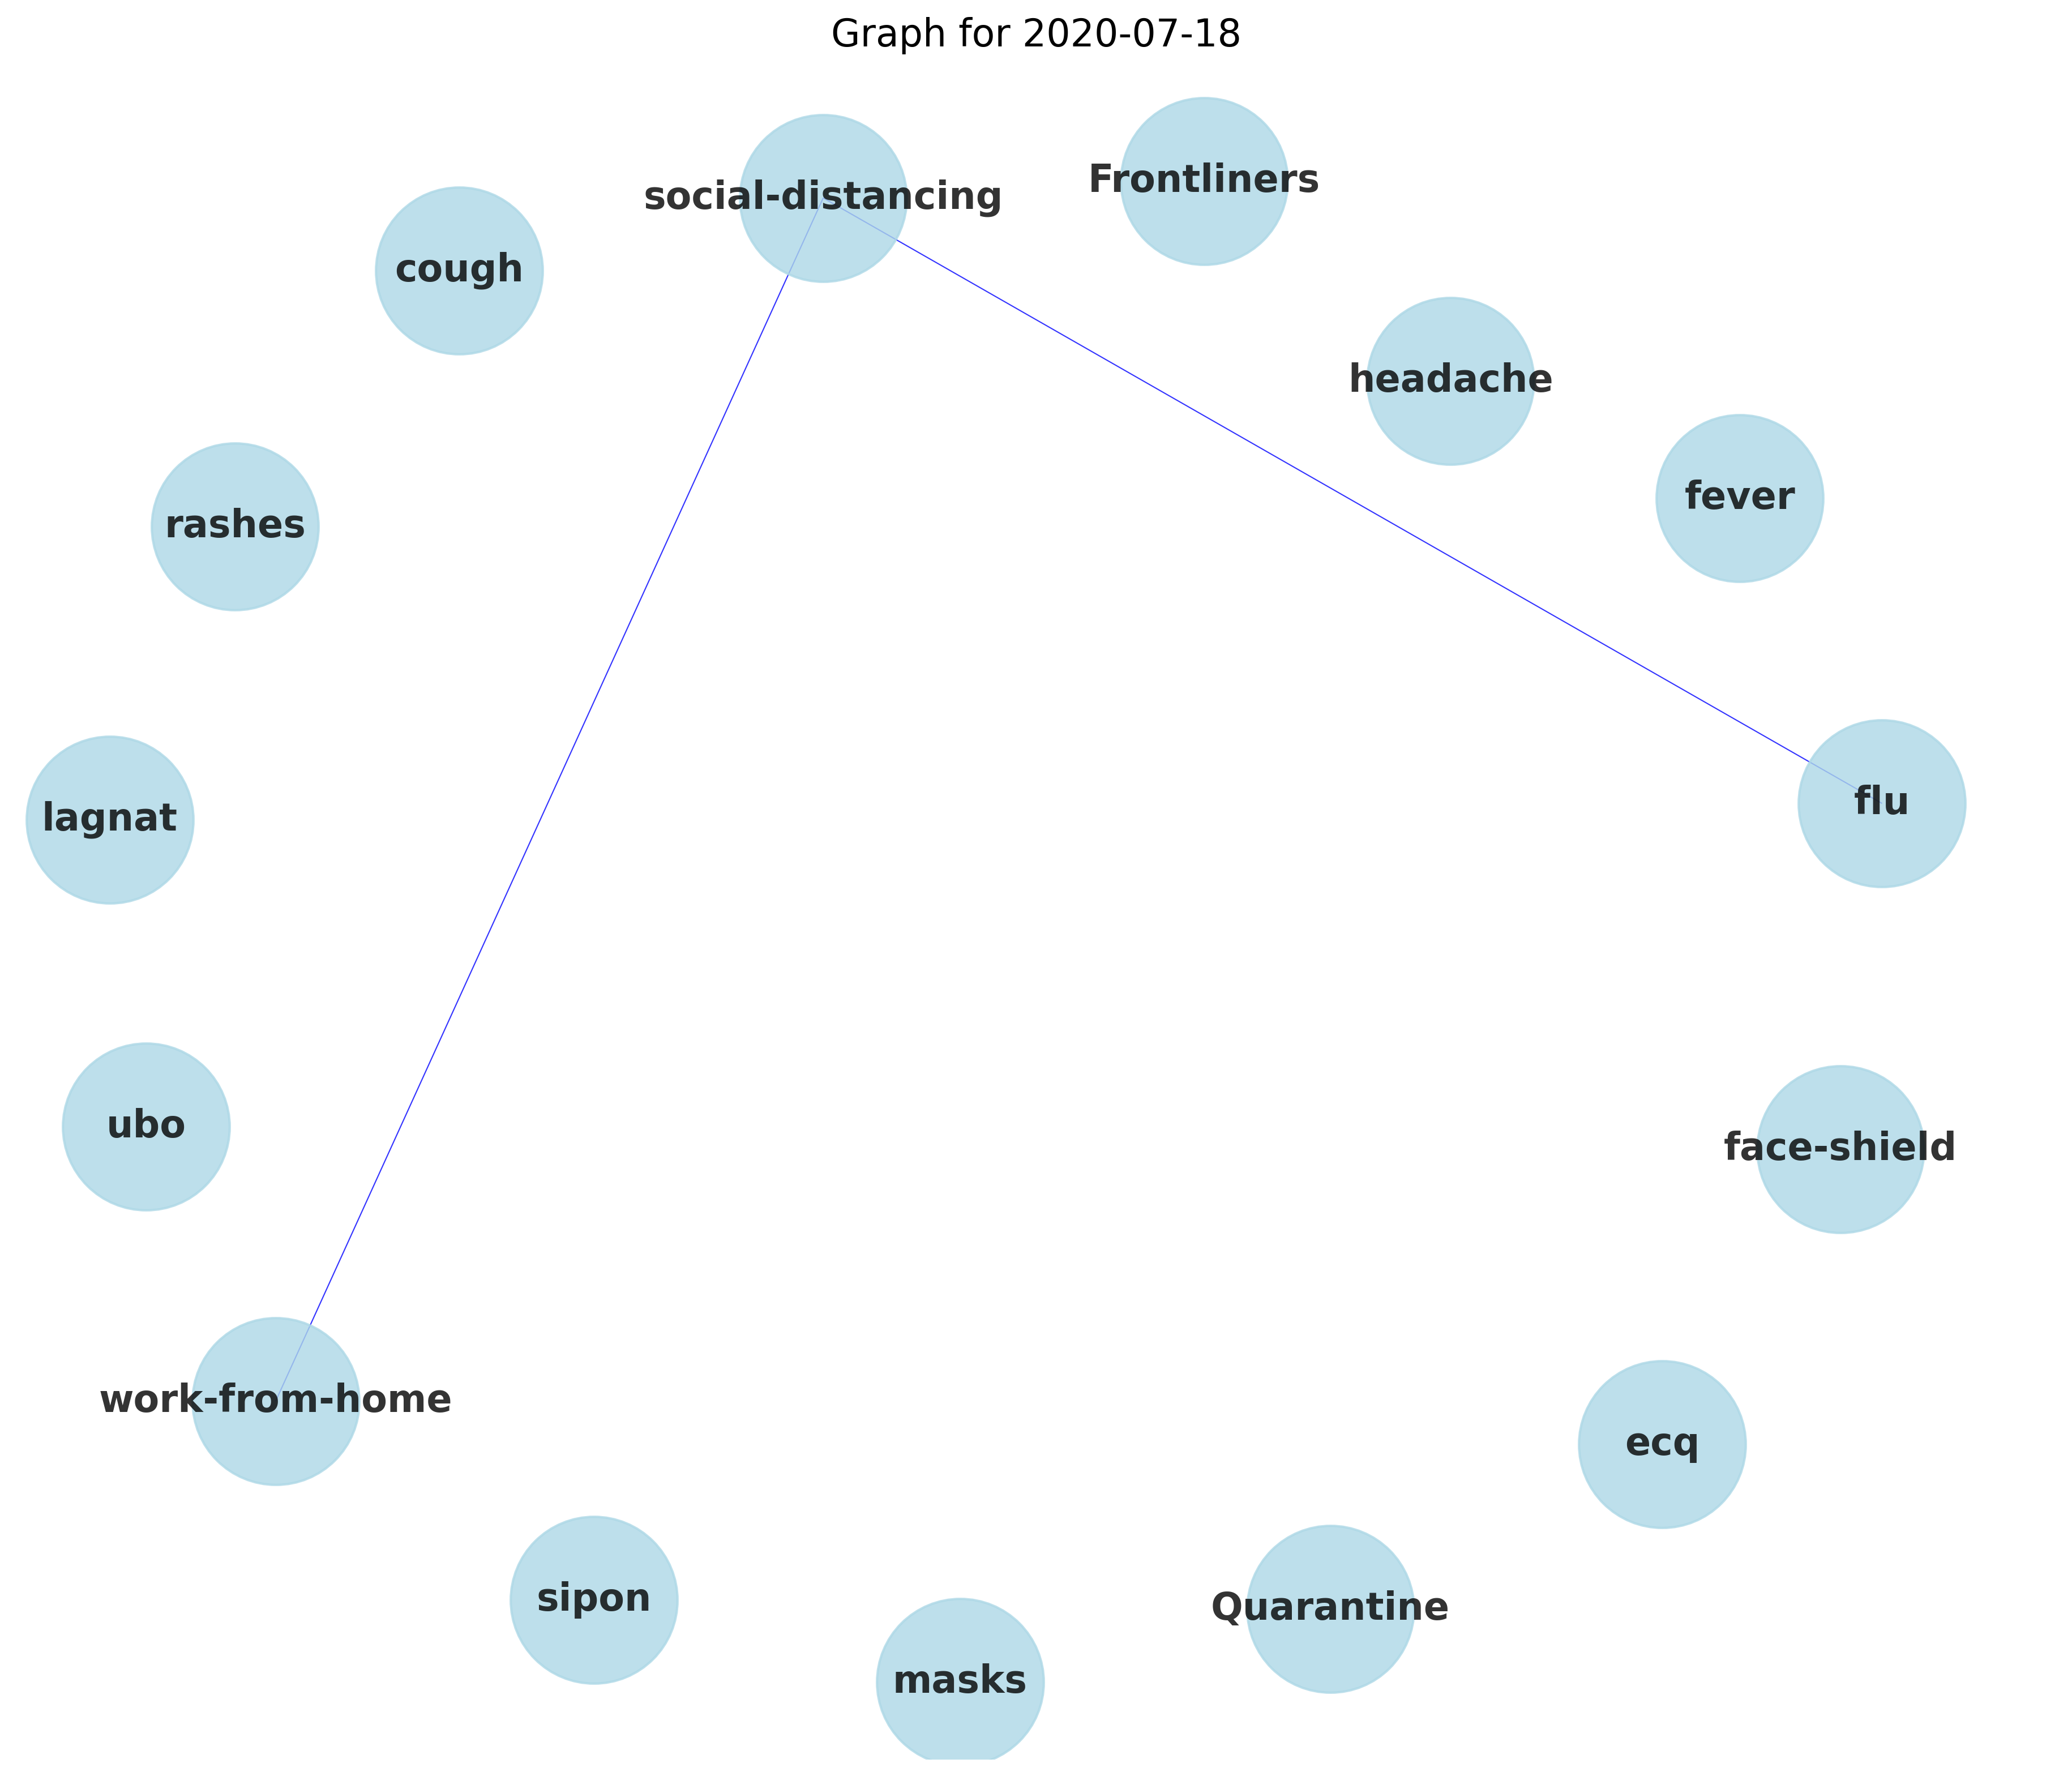 Graph for 2020-07-18
Frontliners
social-distancing
cough
headache
fever
rashes
flu
lagnat
ubo
face-shield
work-from-home
ecq
sipon
Quarantine
masks